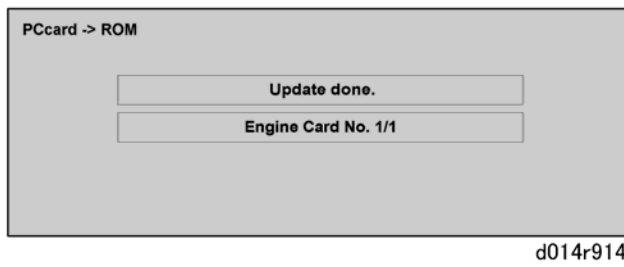 PCcard -> ROM
Update done.
Engine Card No. 1/1
d014r914